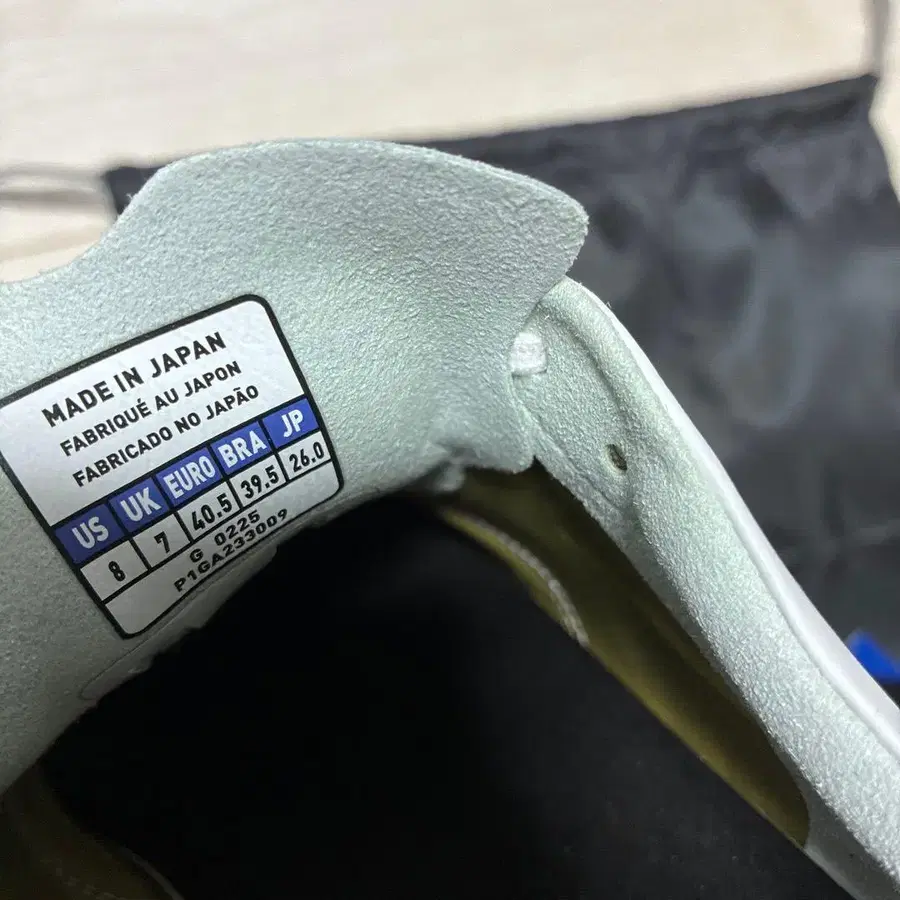 MADE IN JAPAN
FABRIQUÉ AU JAPON
FABRICADO NO JAPÃO
US UK EURO BRA JP
8 7 40.5 39.5 26.0
G 0225
P1GA233009